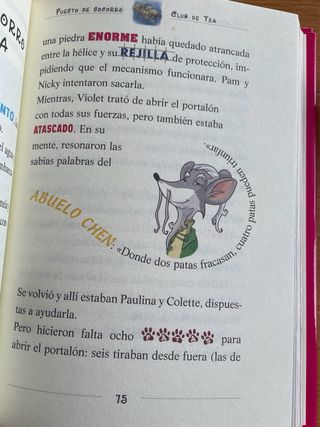 Puesto de socorro
Club de Tea
una piedra ENORME había quedado atrancada
entre la hélice y su REJILLA de protección, im-
pidiendo que el mecanismo funcionara. Pam y
Nicky intentaron sacarla.
Mientras, Violet trató de abrir el portalón
con todas sus fuerzas, pero también estaba
ATASCADO. En su
mente, resonaron las
sabias palabras del
ABUELO CHEN: «Donde dos patas fracasan, cuatro patas pueden triunfar».
Se volvió y allí estaban Paulina y Colette, dispues-
tas a ayudarla.
Pero hicieron falta ocho para
abrir el portalón: seis tiraban desde fuera (las de
75